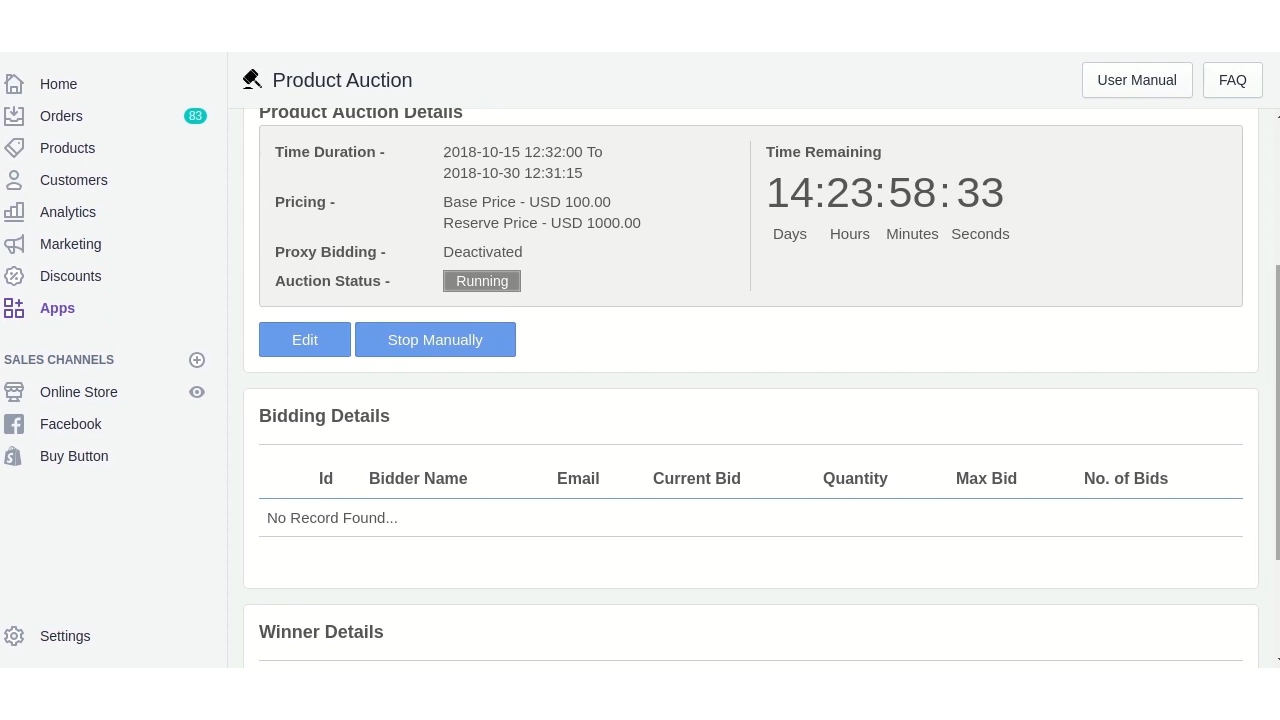 Home
Orders 83
Products
Customers
Analytics
Marketing
Discounts
Apps
SALES CHANNELS
Online Store
Facebook
Buy Button
Settings
Product Auction
User Manual FAQ
Product Auction Details
Time Duration - 2018-10-15 12:32:00 To
2018-10-30 12:31:15
Pricing - Base Price - USD 100.00
Reserve Price - USD 1000.00
Proxy Bidding - Deactivated
Auction Status - Running
Time Remaining
14:23:58:33
Days Hours Minutes Seconds
Edit Stop Manually
Bidding Details
Id Bidder Name Email Current Bid Quantity Max Bid No. of Bids
No Record Found...
Winner Details